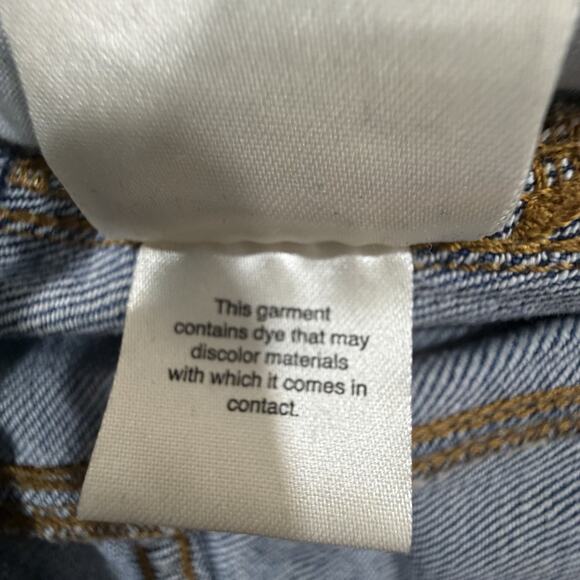 This garment
contains dye that may
discolor materials
with which it comes in
contact.